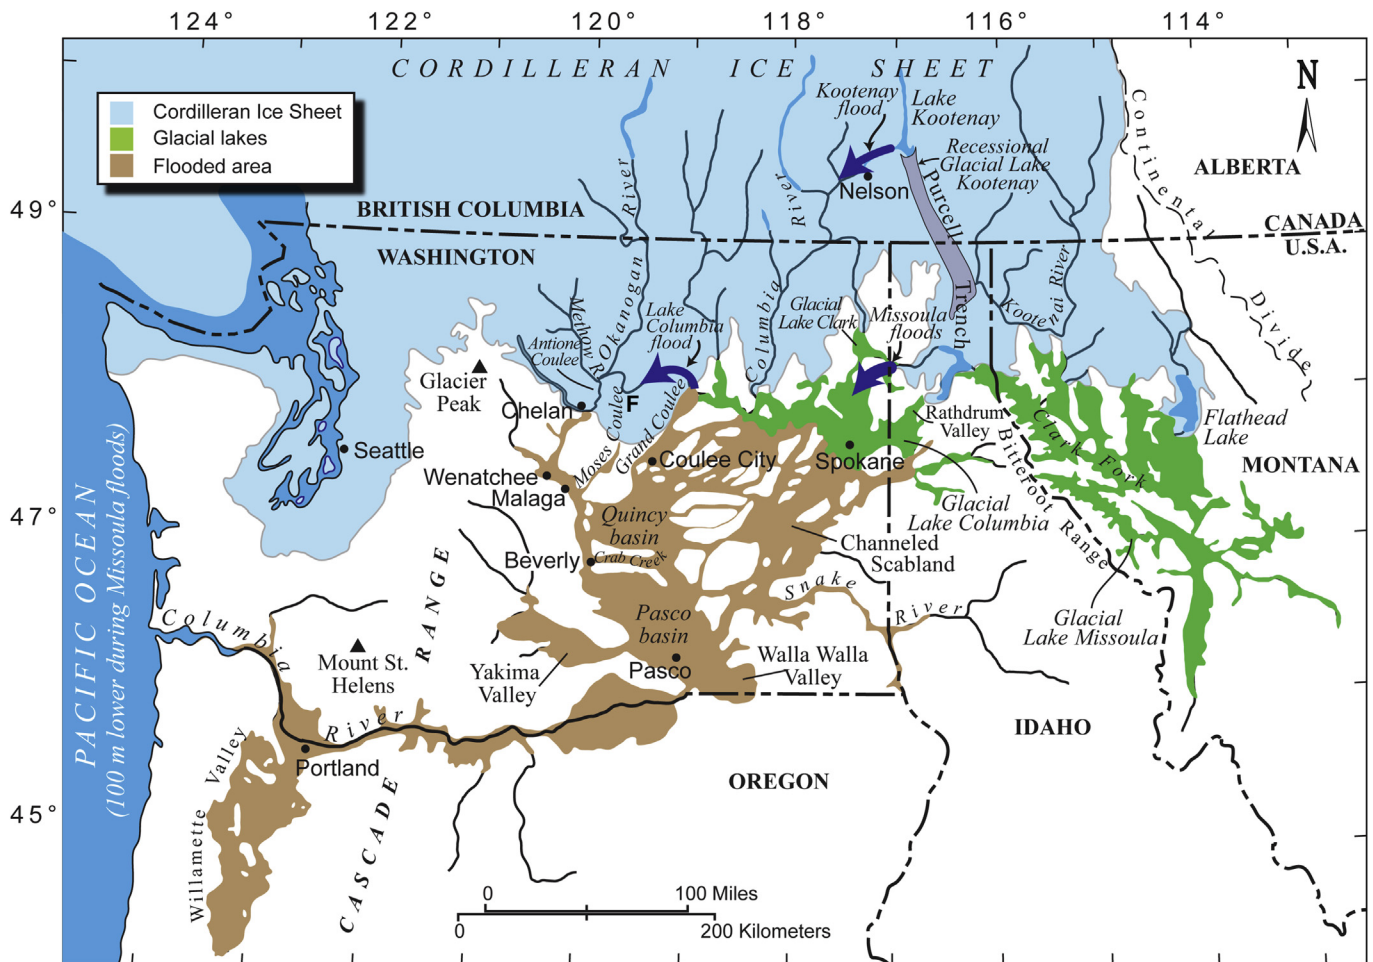 124°
122°
120°
118°
116°
114°
CORDILLERAN ICE SHEET
Cordilleran Ice Sheet
Glacial lakes
Flooded area
N
Kootenay
flood
Lake
Kootenay
Recessional
Glacial Lake
Kootenay
Nelson
Purcell
Trench
Continental Divide
ALBERTA
CANADA
U.S.A.
49°
BRITISH COLUMBIA
WASHINGTON
Okanogan River
Columbia River
Kootenai River
Methow R
Antione
Coulee
Lake
Columbia
flood
Glacial
Lake Clark
Missoula
floods
Glacier
Peak
Chelan
F
Moses Coulee
Grand Coulee
Rathdrum
Valley
Clark Fork
Flathead
Lake
Seattle
Wenatchee
Malaga
Coulee City
Spokane
MONTANA
47°
Quincy
basin
Glacial
Lake Columbia
Bitteroot Range
Channeled
Scabland
Beverly
Crab Creek
PACIFIC OCEAN
(100 m lower during Missoula floods)
Columbia River
Snake River
Glacial
Lake Missoula
Pasco
basin
Pasco
Mount St.
Helens
Yakima
Valley
Walla Walla
Valley
CASCADE RANGE
IDAHO
Portland
OREGON
Willamette Valley
45°
0 100 Miles
0 200 Kilometers